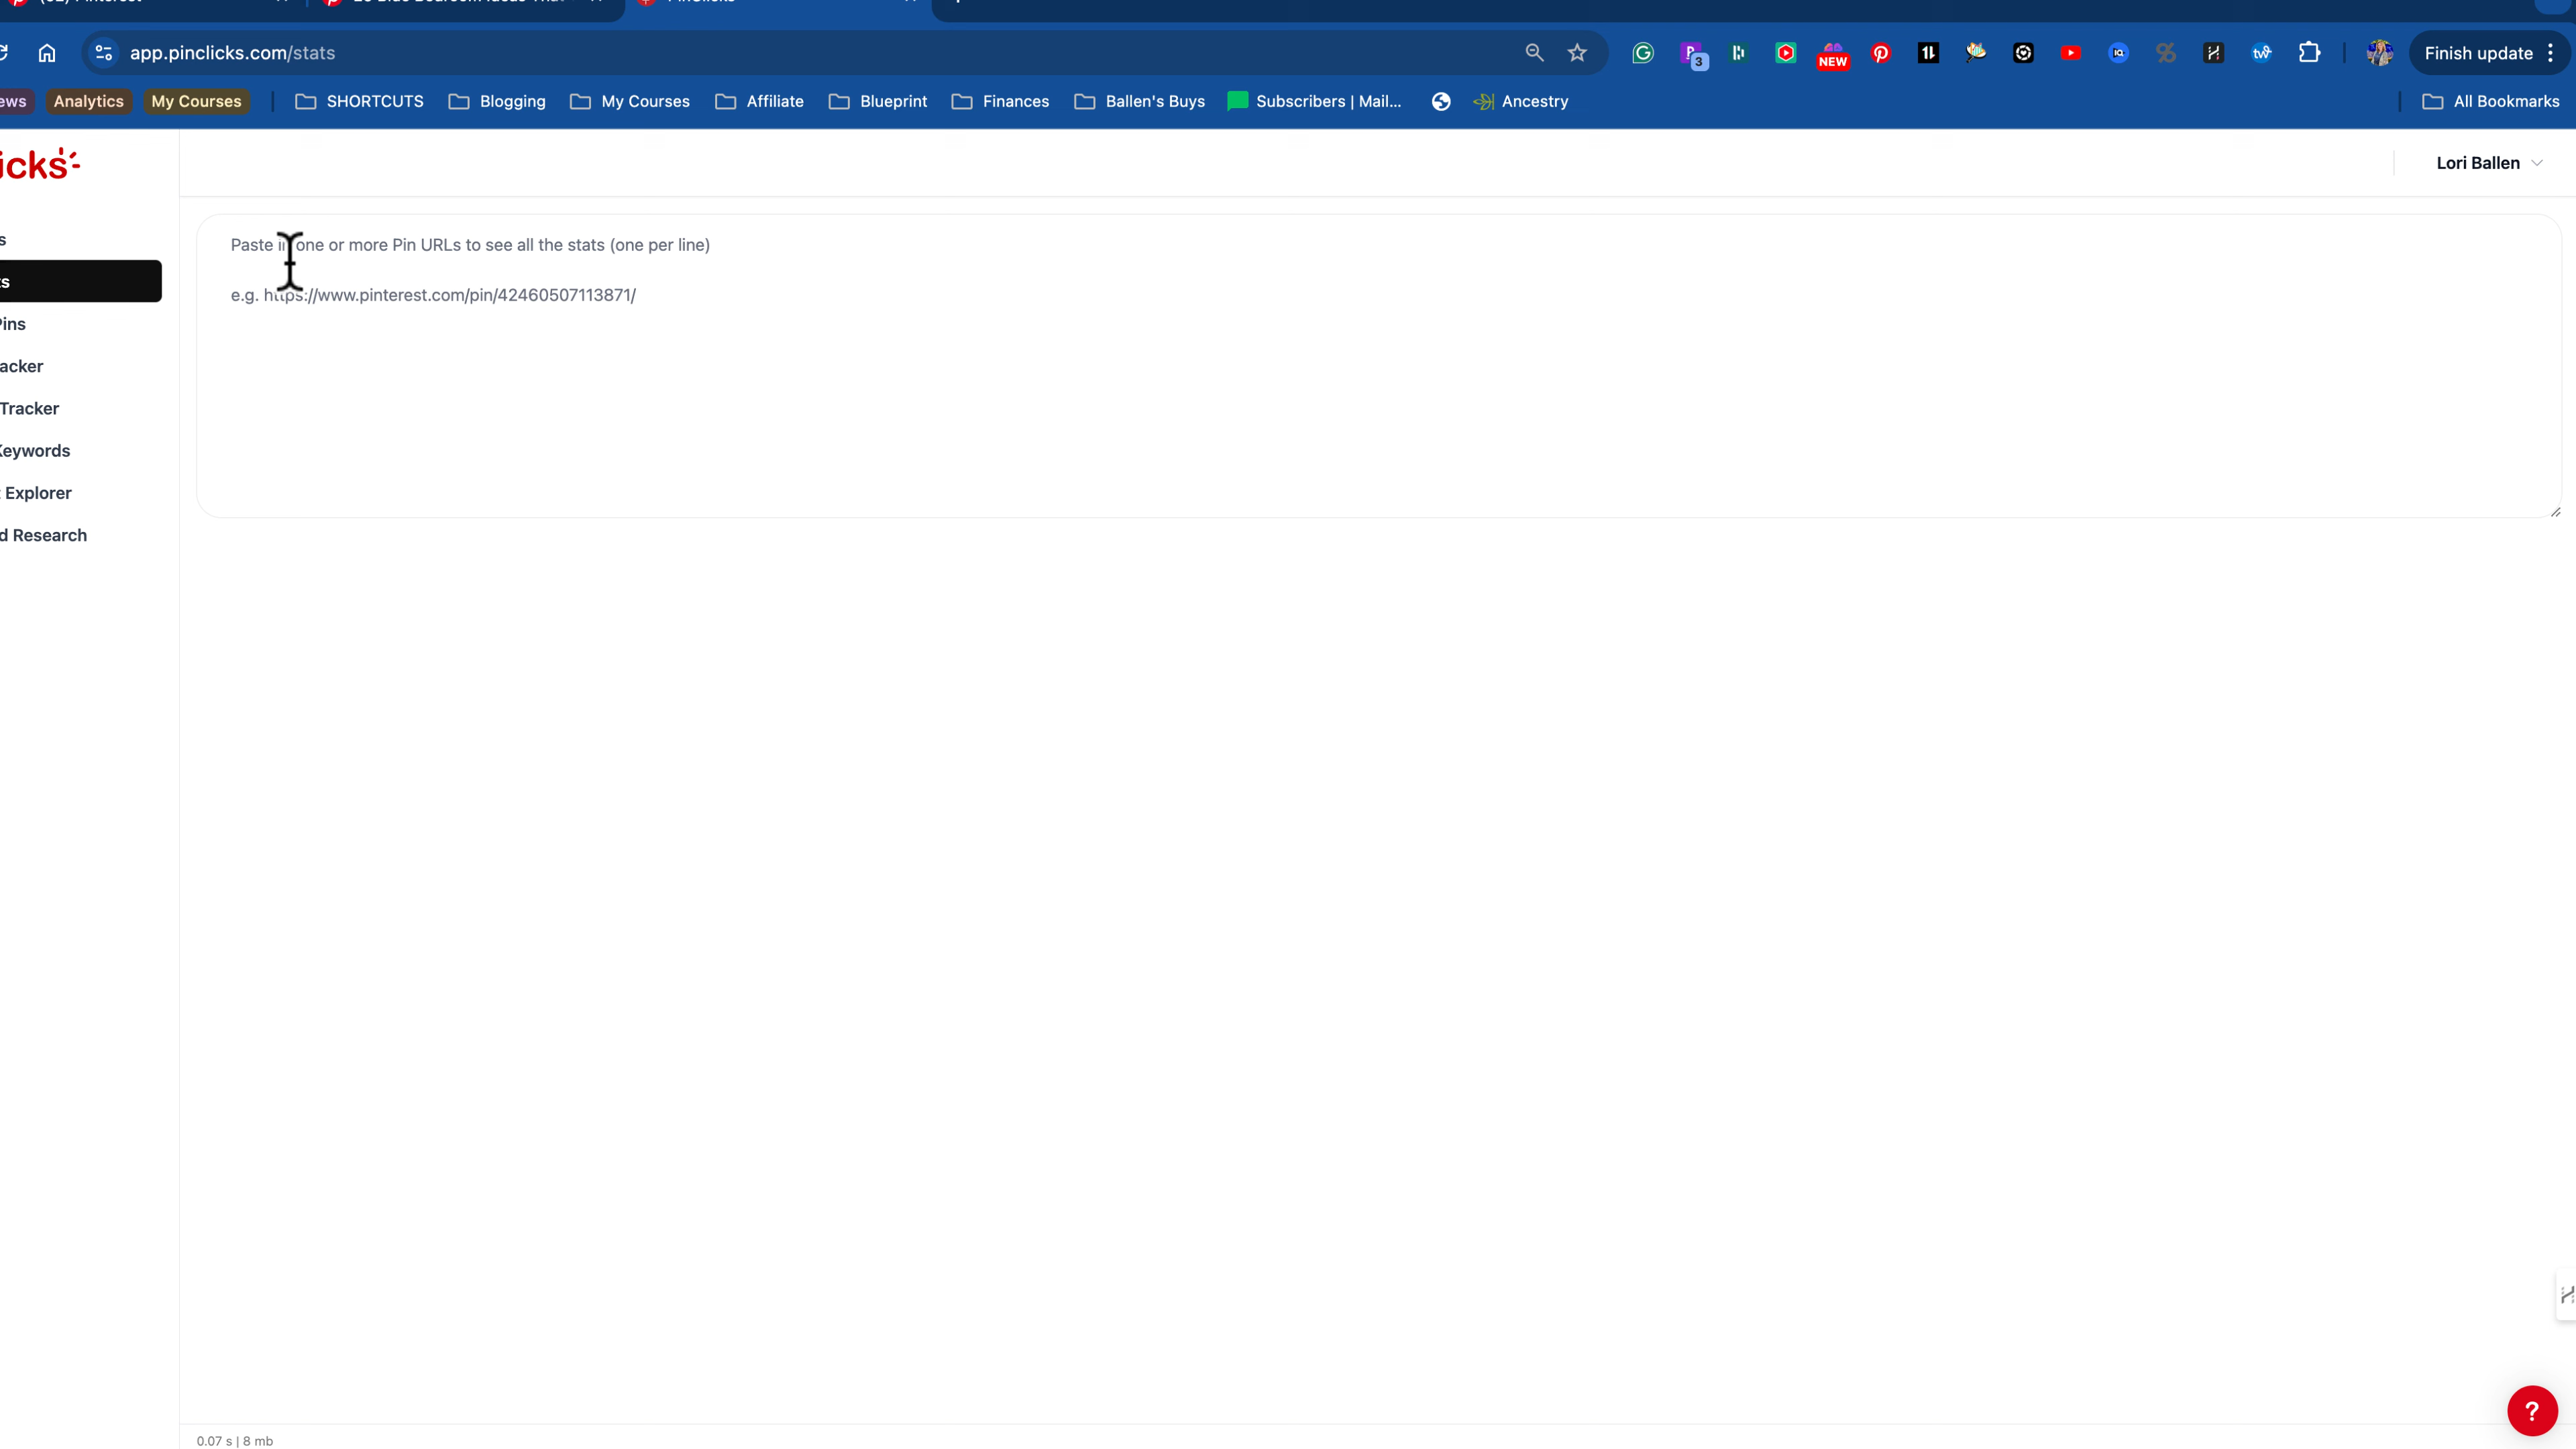 app.pinclicks.com/stats
3
NEW
Finish update
ews
Analytics
My Courses
SHORTCUTS
Blogging
My Courses
Affiliate
Blueprint
Finances
Ballen's Buys
Subscribers | Mail...
Ancestry
All Bookmarks
icks
Lori Ballen
s
ts
Pins
acker
Tracker
Keywords
Explorer
d Research
Paste in one or more Pin URLs to see all the stats (one per line)
e.g. https://www.pinterest.com/pin/42460507113871/
?
0.07 s | 8 mb